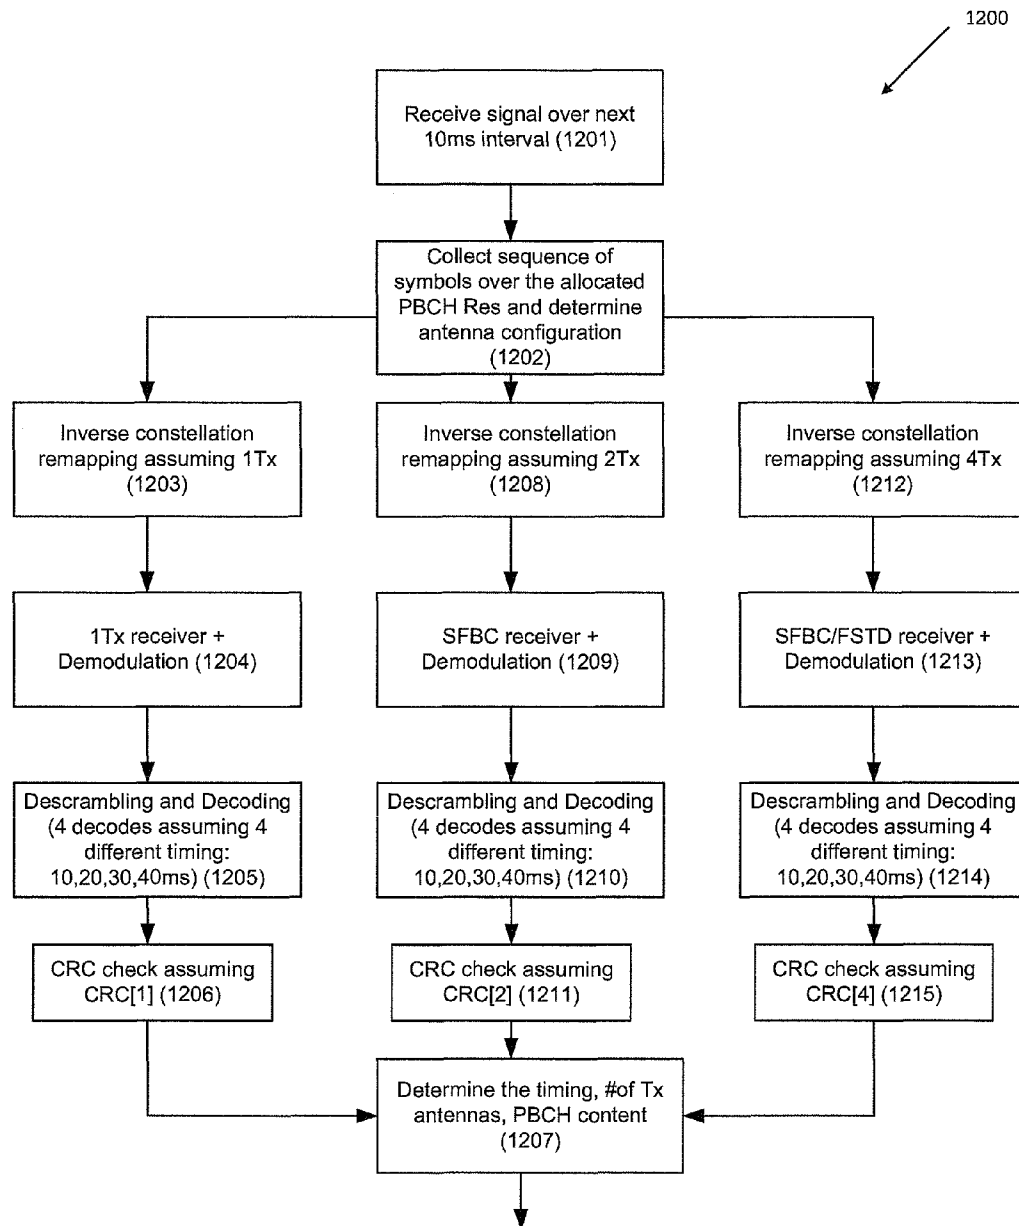 1200
Receive signal over next
10ms interval (1201)
Collect sequence of
symbols over the allocated
PBCH Res and determine
antenna configuration
(1202)
Inverse constellation
remapping assuming 1Tx
(1203)
Inverse constellation
remapping assuming 2Tx
(1208)
Inverse constellation
remapping assuming 4Tx
(1212)
1Tx receiver +
Demodulation (1204)
SFBC receiver +
Demodulation (1209)
SFBC/FSTD receiver +
Demodulation (1213)
Descrambling and Decoding
(4 decodes assuming 4
different timing:
10,20,30,40ms) (1205)
Descrambling and Decoding
(4 decodes assuming 4
different timing:
10,20,30,40ms) (1210)
Descrambling and Decoding
(4 decodes assuming 4
different timing:
10,20,30,40ms) (1214)
CRC check assuming
CRC[1] (1206)
CRC check assuming
CRC[2] (1211)
CRC check assuming
CRC[4] (1215)
Determine the timing, #of Tx
antennas, PBCH content
(1207)